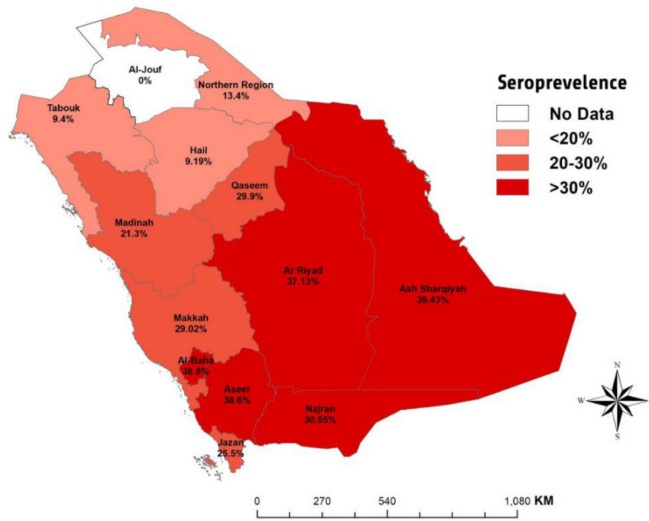 Al-Jouf
0%
Northern Region
13.4%
Tabouk
9.4%
Hail
9.19%
Qaseem
29.9%
Madinah
21.3%
Ar Riyad
37.13%
Ash Sharqiyah
39.43%
Makkah
29.02%
Al-Baha
38.8%
Aseer
38.6%
Najran
30.55%
Jazan
25.5%
Seroprevelence
No Data
<20%
20-30%
>30%
N
W
E
S
0
270
540
1,080 KM